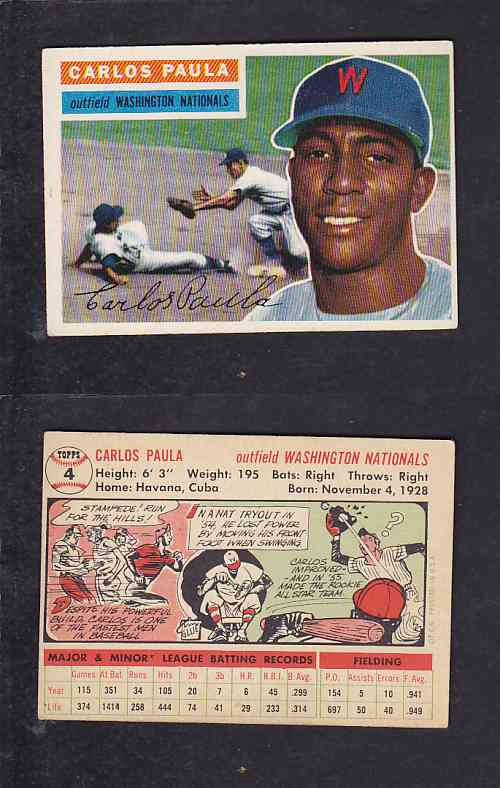 W
CARLOS PAULA
outfield WASHINGTON NATIONALS
Carlos Paula
TOPPS
4
CARLOS PAULA outfield WASHINGTON NATIONALS
Height: 6' 3" Weight: 195 Bats: Right Throws: Right
Home: Havana, Cuba Born: November 4, 1928
STAMPEDE! RUN
FOR THE HILLS!
DESPITE HIS POWERFUL
BUILD, CARLOS IS ONE
OF THE FASTEST MEN
IN BASEBALL.
IN A NAT TRYOUT IN
'54, HE LOST POWER
BY MOVING HIS FRONT
FOOT WHEN SWINGING.
?
CARLOS
IMPROVED--
-AND IN '55,
MADE THE ROOKIE
ALL STAR TEAM.
MAJOR & MINOR* LEAGUE BATTING RECORDS FIELDING
Games At Bat Runs Hits 2b 3b H.R. R.B.I. B. Avg. P.O. Assists Errors F. Avg.
Year 115 351 34 105 20 7 6 45 .299 154 5 10 .941
*Life 374 1414 258 444 74 41 29 233 .314 697 50 40 .949